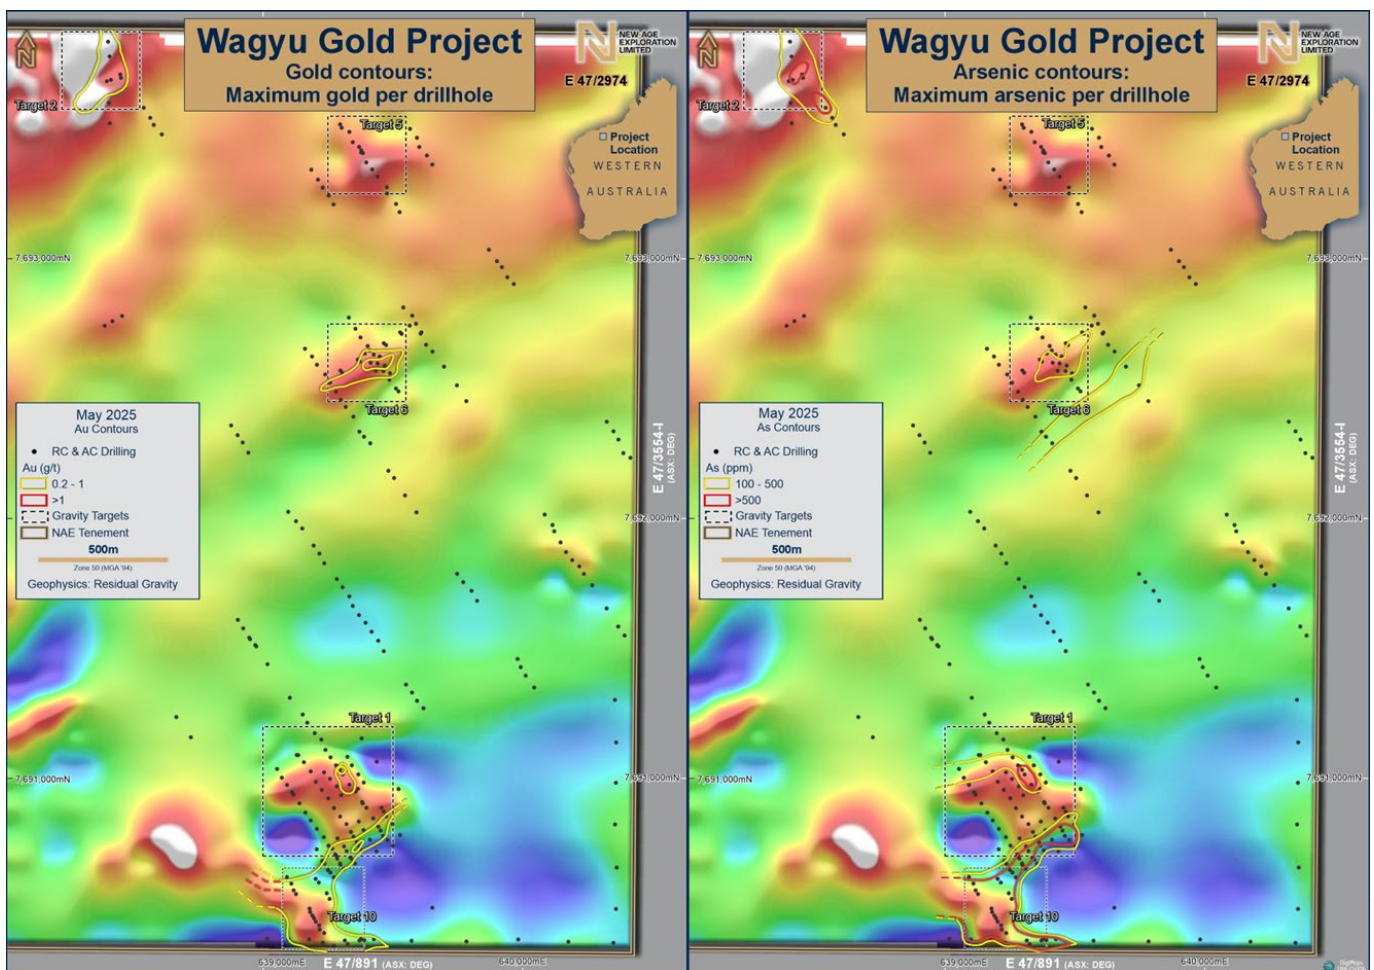 Wagyu Gold Project
Gold contours:
Maximum gold per drillhole
NEW AGE
EXPLORATION
LIMITED
E 47/2974
Target 2
Target 5
Project
Location
WESTERN
AUSTRALIA
7,693,000mN
Target 6
May 2025
Au Contours
RC & AC Drilling
Au (g/t)
0.2 - 1
>1
Gravity Targets
NAE Tenement
500m
Zone 50 (MGA '94)
Geophysics: Residual Gravity
E 47/3554-I
(ASX: DEG)
7,692,000mN
Target 1
7,691,000mN
Target 10
639,000mE
E 47/891 (ASX: DEG)
640,000mE
Wagyu Gold Project
Arsenic contours:
Maximum arsenic per drillhole
NEW AGE
EXPLORATION
LIMITED
E 47/2974
Target 2
Target 5
Project
Location
WESTERN
AUSTRALIA
7,693,000mN
Target 6
May 2025
As Contours
RC & AC Drilling
As (ppm)
100 - 500
>500
Gravity Targets
NAE Tenement
500m
Zone 50 (MGA '94)
Geophysics: Residual Gravity
E 47/3554-I
(ASX: DEG)
7,692,000mN
Target 1
7,691,000mN
Target 10
639,000mE
E 47/891 (ASX: DEG)
640,000mE